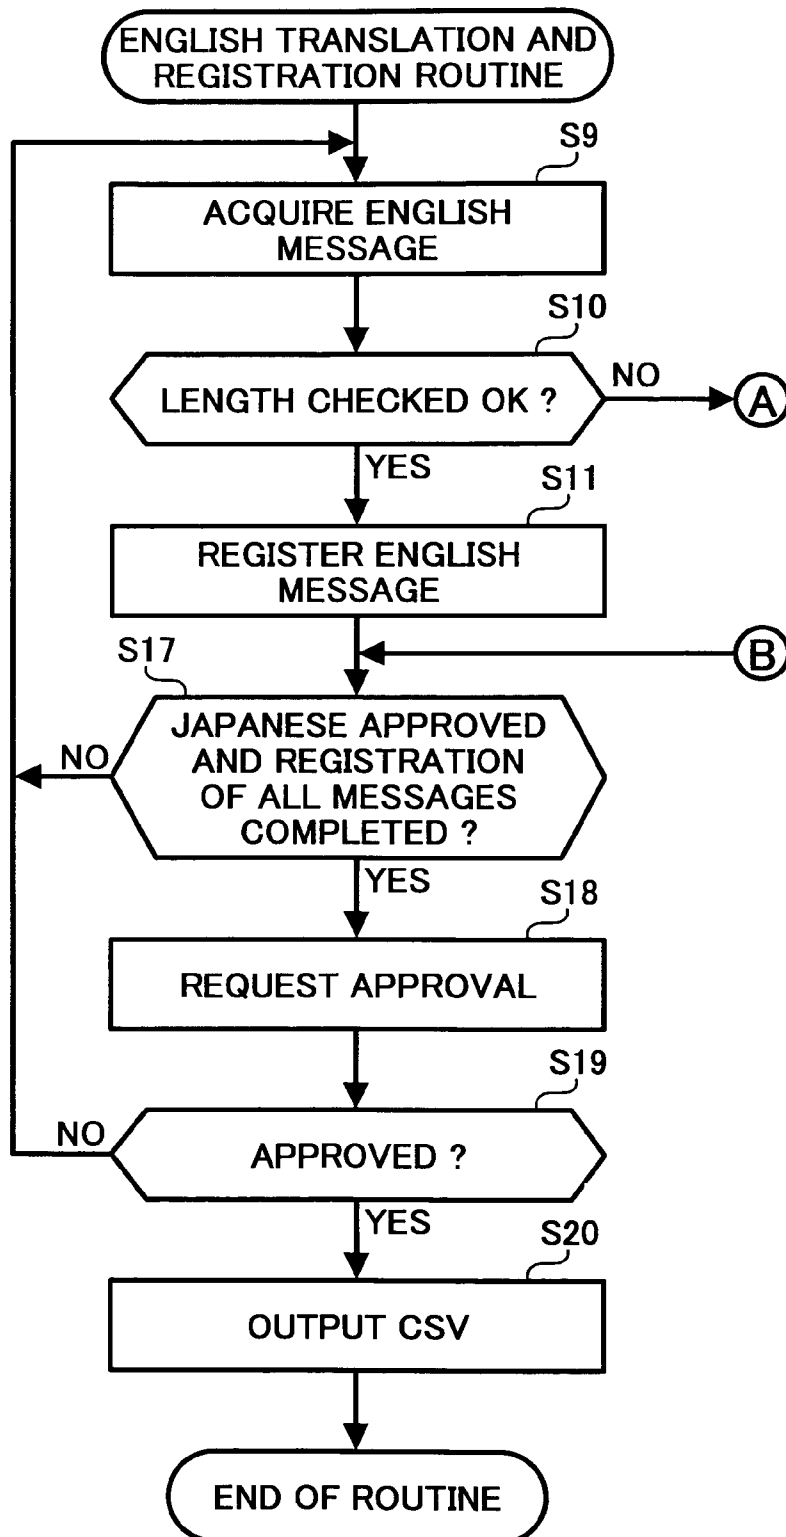 ENGLISH TRANSLATION AND
REGISTRATION ROUTINE
S9
ACQUIRE ENGLISH
MESSAGE
S10
LENGTH CHECKED OK ?
NO
A
YES
S11
REGISTER ENGLISH
MESSAGE
B
S17
JAPANESE APPROVED
AND REGISTRATION
OF ALL MESSAGES
COMPLETED ?
NO
YES
S18
REQUEST APPROVAL
S19
APPROVED ?
NO
YES
S20
OUTPUT CSV
END OF ROUTINE